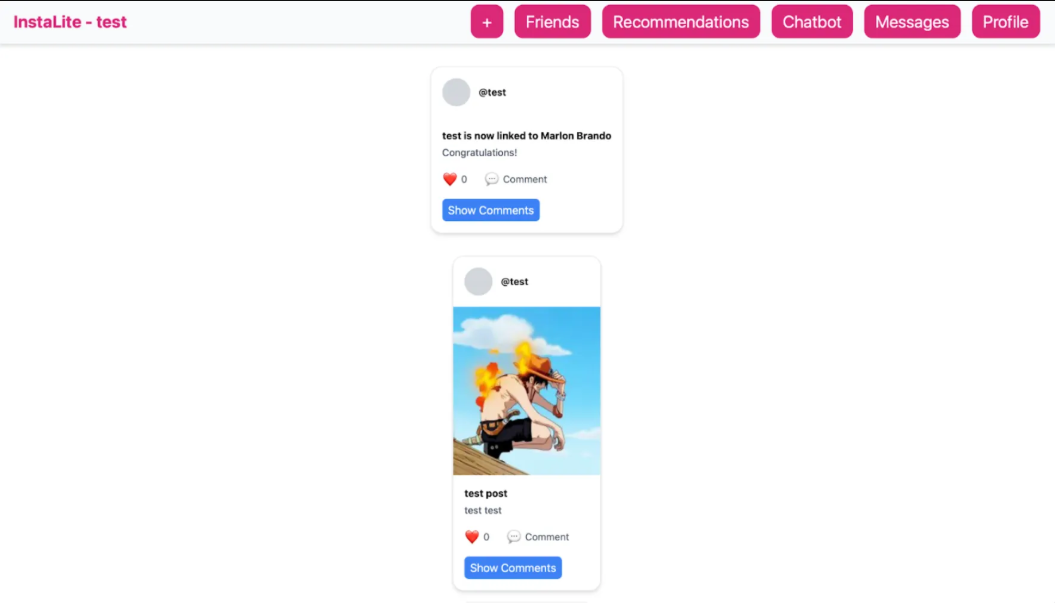 InstaLite - test
+ Friends Recommendations Chatbot Messages Profile
@test
test is now linked to Marlon Brando
Congratulations!
❤️ 0 💬 Comment
Show Comments
@test
test post
test test
❤️ 0 💬 Comment
Show Comments